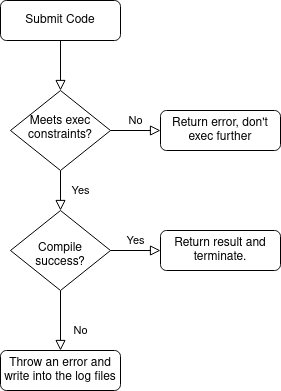 Submit Code
Meets exec
constraints?
No
Return error, don't
exec further
Yes
Compile
success?
Yes
Return result and
terminate.
No
Throw an error and
write into the log files